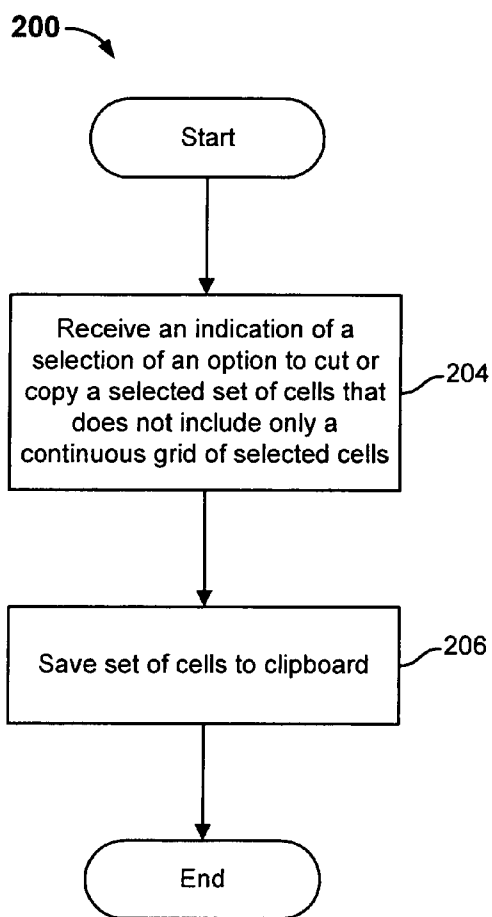 200
Start
Receive an indication of a
selection of an option to cut or
copy a selected set of cells that
does not include only a
continuous grid of selected cells
204
Save set of cells to clipboard
206
End